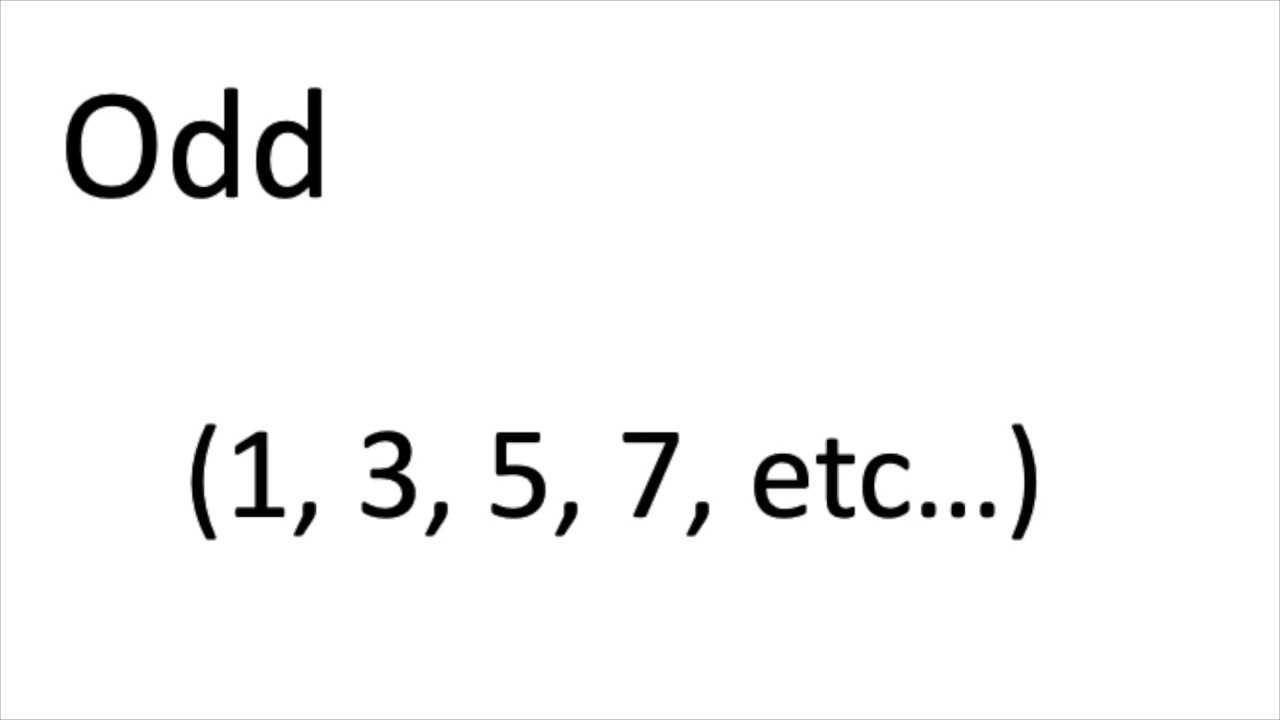 Odd
(1, 3, 5, 7, etc...)